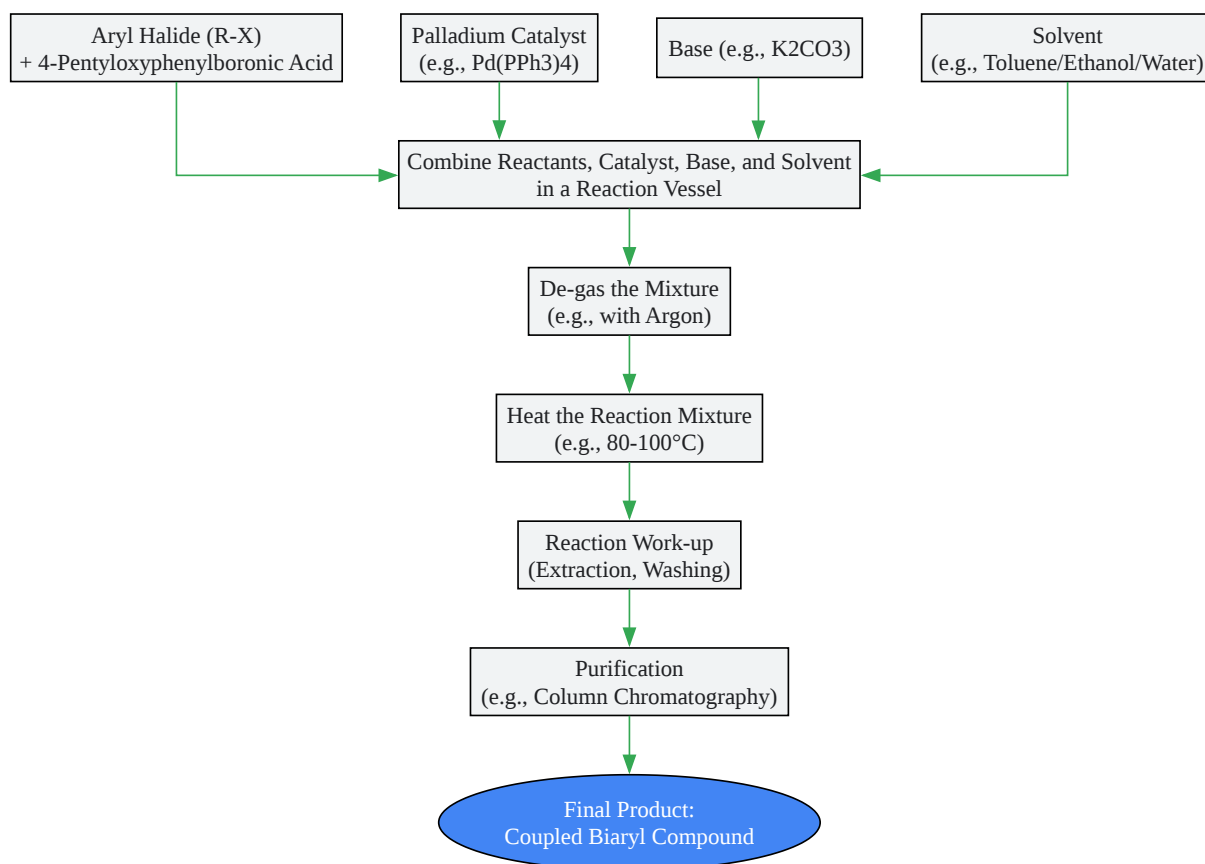 Aryl Halide (R-X)
+ 4-Pentyloxyphenylboronic Acid
Palladium Catalyst
(e.g., Pd(PPh3)4)
Base (e.g., K2CO3)
Solvent
(e.g., Toluene/Ethanol/Water)
Combine Reactants, Catalyst, Base, and Solvent
in a Reaction Vessel
De-gas the Mixture
(e.g., with Argon)
Heat the Reaction Mixture
(e.g., 80-100°C)
Reaction Work-up
(Extraction, Washing)
Purification
(e.g., Column Chromatography)
Final Product:
Coupled Biaryl Compound